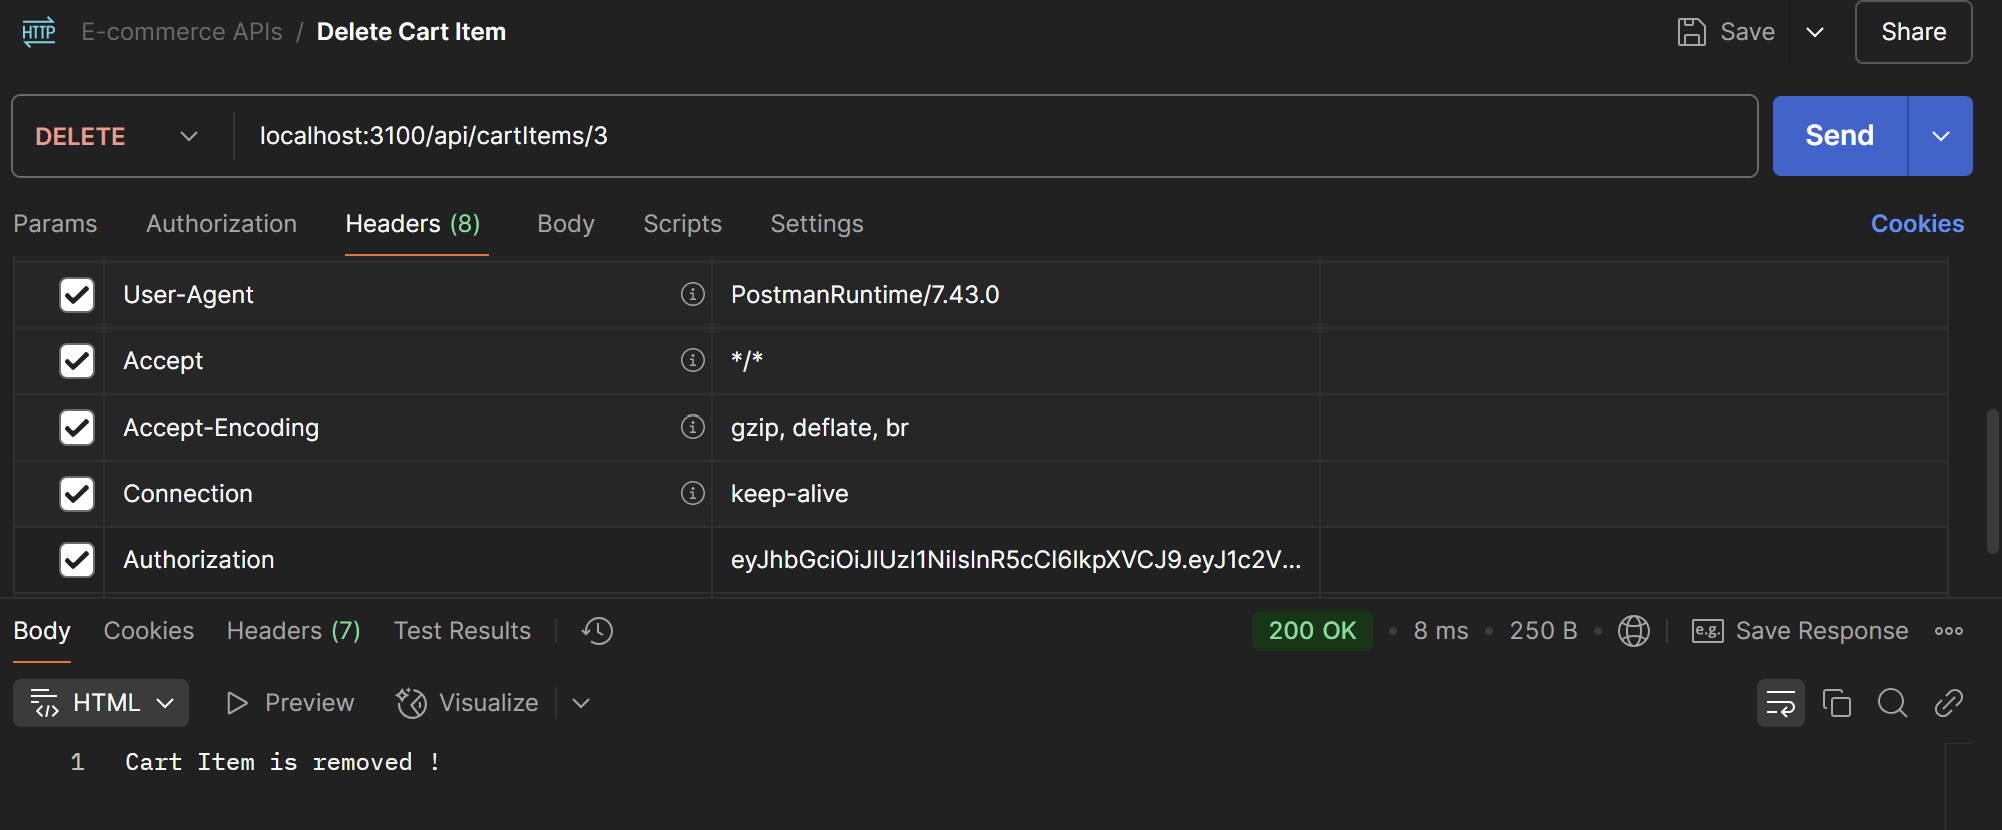 HTTP E-commerce APIs / Delete Cart Item Save Share
DELETE localhost:3100/api/cartItems/3 Send
Params Authorization Headers (8) Body Scripts Settings Cookies
User-Agent PostmanRuntime/7.43.0
Accept */*
Accept-Encoding gzip, deflate, br
Connection keep-alive
Authorization eyJhbGciOiJIUzI1NiIsInR5cCI6IkpXVCJ9.eyJ1c2V...
Body Cookies Headers (7) Test Results 200 OK • 8 ms • 250 B • e.g. Save Response
HTML Preview Visualize
1 Cart Item is removed !